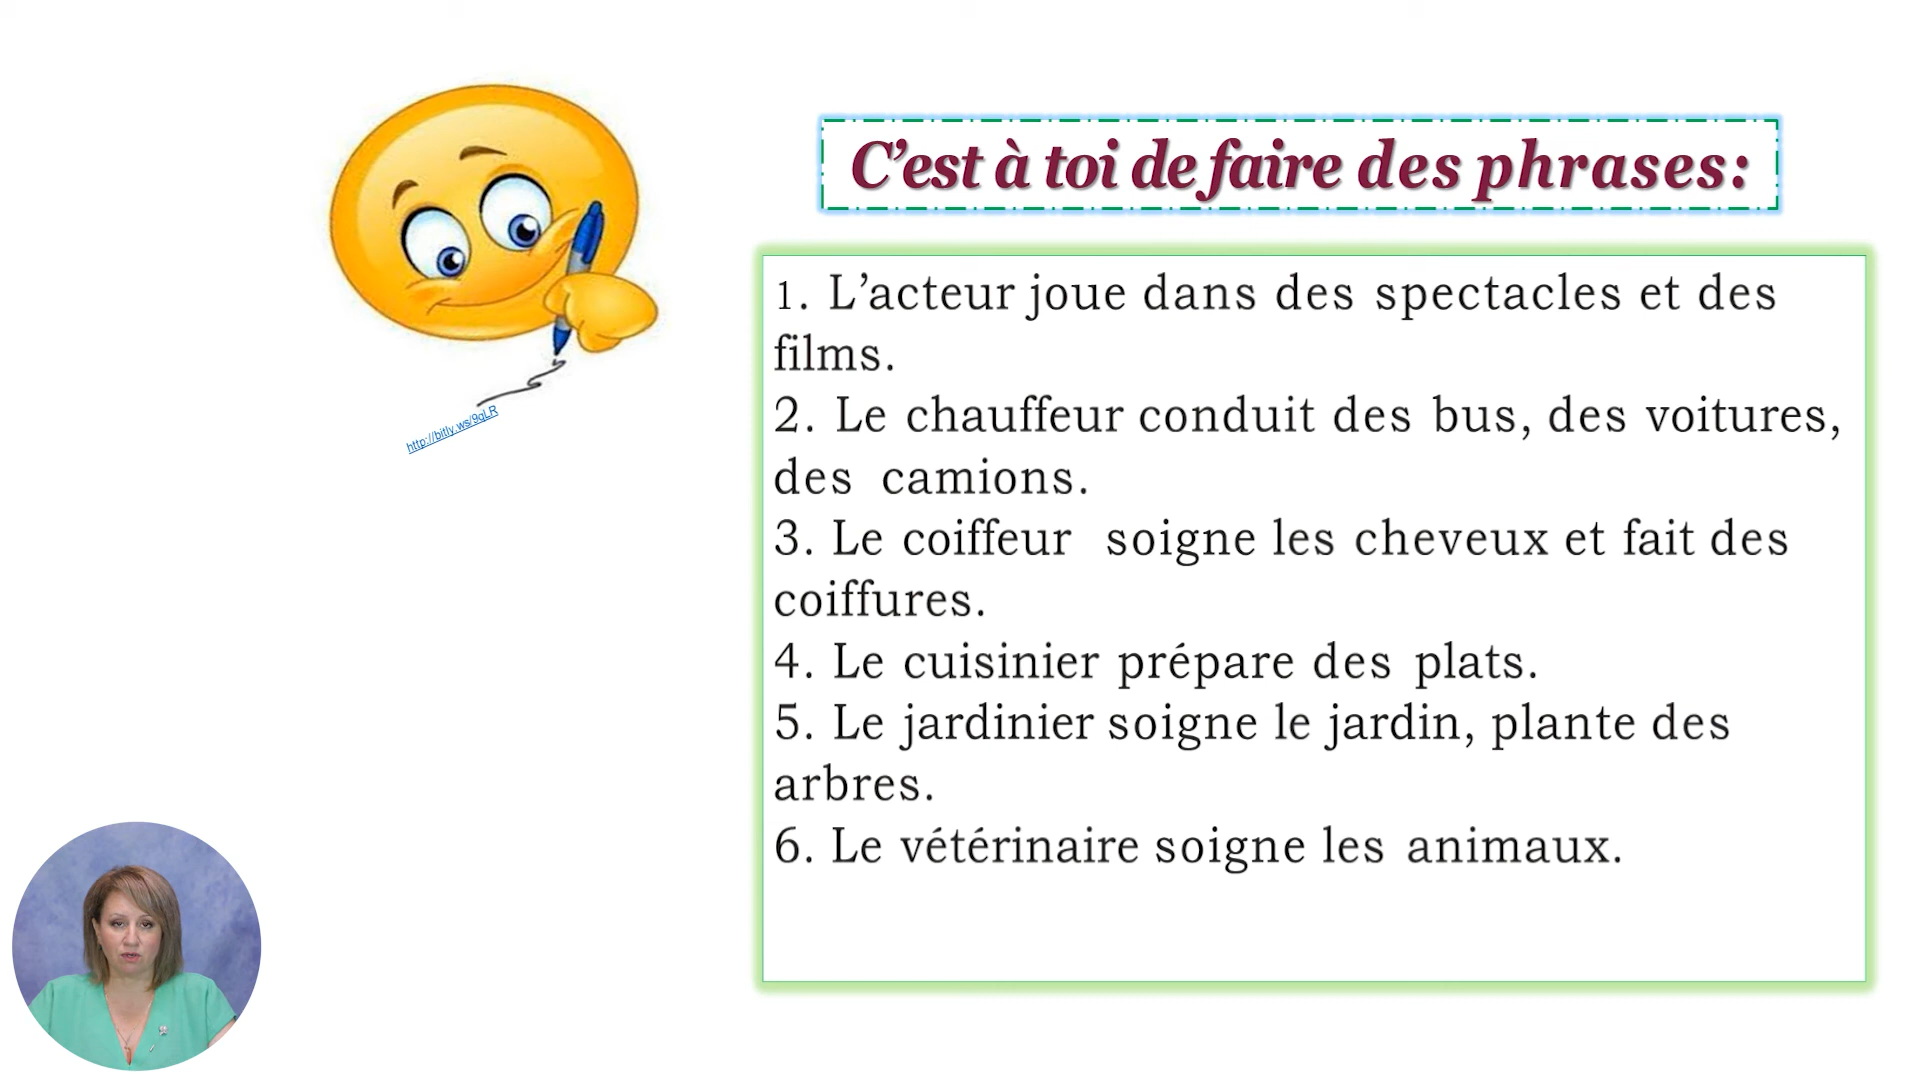 C’est à toi de faire des phrases:
1. L’acteur joue dans des spectacles et des
films.
2. Le chauffeur conduit des bus, des voitures,
des camions.
3. Le coiffeur soigne les cheveux et fait des
coiffures.
4. Le cuisinier prépare des plats.
5. Le jardinier soigne le jardin, plante des
arbres.
6. Le vétérinaire soigne les animaux.
http://bitly.ws/9qLR